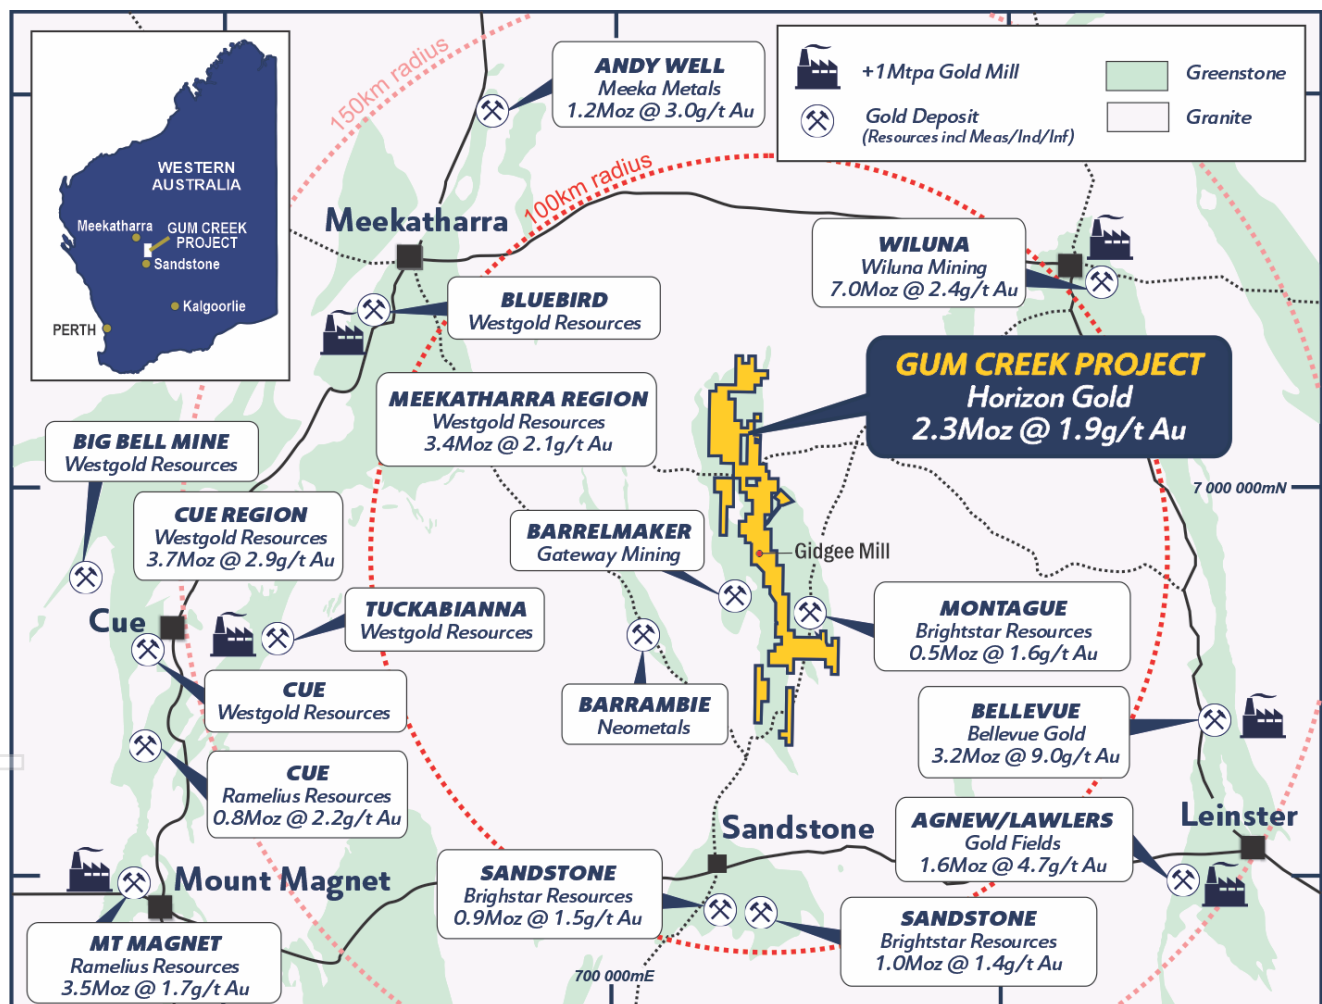 150km radius
ANDY WELL
Meeka Metals
1.2Moz @ 3.0g/t Au
+1Mtpa Gold Mill
Gold Deposit
(Resources incl Meas/Ind/Inf)
Greenstone
Granite
WESTERN
AUSTRALIA
Meekatharra
GUM CREEK
PROJECT
Sandstone
Kalgoorlie
PERTH
100km radius
Meekatharra
WILUNA
Wiluna Mining
7.0Moz @ 2.4g/t Au
BLUEBIRD
Westgold Resources
GUM CREEK PROJECT
Horizon Gold
2.3Moz @ 1.9g/t Au
MEEKATHARRA REGION
Westgold Resources
3.4Moz @ 2.1g/t Au
BIG BELL MINE
Westgold Resources
7 000 000mN
CUE REGION
Westgold Resources
3.7Moz @ 2.9g/t Au
BARRELMAKER
Gateway Mining
Gidgee Mill
Cue
TUCKABIANNA
Westgold Resources
MONTAGUE
Brightstar Resources
0.5Moz @ 1.6g/t Au
CUE
Westgold Resources
BARRAMBIE
Neometals
BELLEVUE
Bellevue Gold
3.2Moz @ 9.0g/t Au
CUE
Ramelius Resources
0.8Moz @ 2.2g/t Au
Sandstone
AGNEW/LAWLERS
Gold Fields
1.6Moz @ 4.7g/t Au
Leinster
Mount Magnet
SANDSTONE
Brighstar Resources
0.9Moz @ 1.5g/t Au
SANDSTONE
Brightstar Resources
1.0Moz @ 1.4g/t Au
MT MAGNET
Ramelius Resources
3.5Moz @ 1.7g/t Au
700 000mE